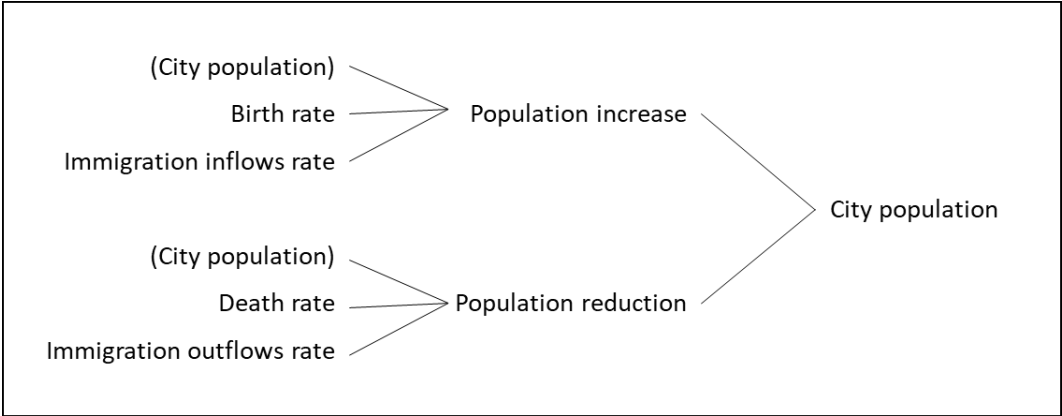 (City population)
Birth rate
Immigration inflows rate
Population increase
City population
(City population)
Death rate
Immigration outflows rate
Population reduction